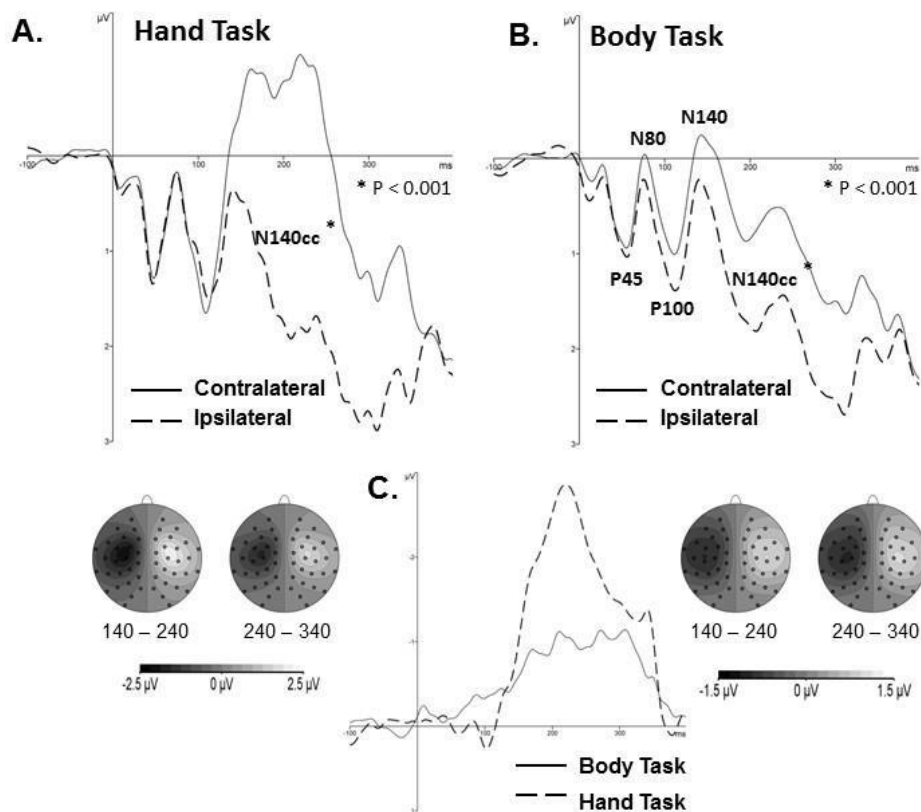 A.
Hand Task
µV
-100
100
300
ms
* P < 0.001
N140cc
*
1
2
3
Contralateral
Ipsilateral
B.
Body Task
µV
N80
N140
-100
100
300
ms
* P < 0.001
P45
P100
N140cc
*
1
2
3
Contralateral
Ipsilateral
140 – 240
240 – 340
-2.5 µV
0 µV
2.5 µV
C.
µV
-2
-1
-100
100
200
300
ms
Body Task
Hand Task
140 – 240
240 – 340
-1.5 µV
0 µV
1.5 µV